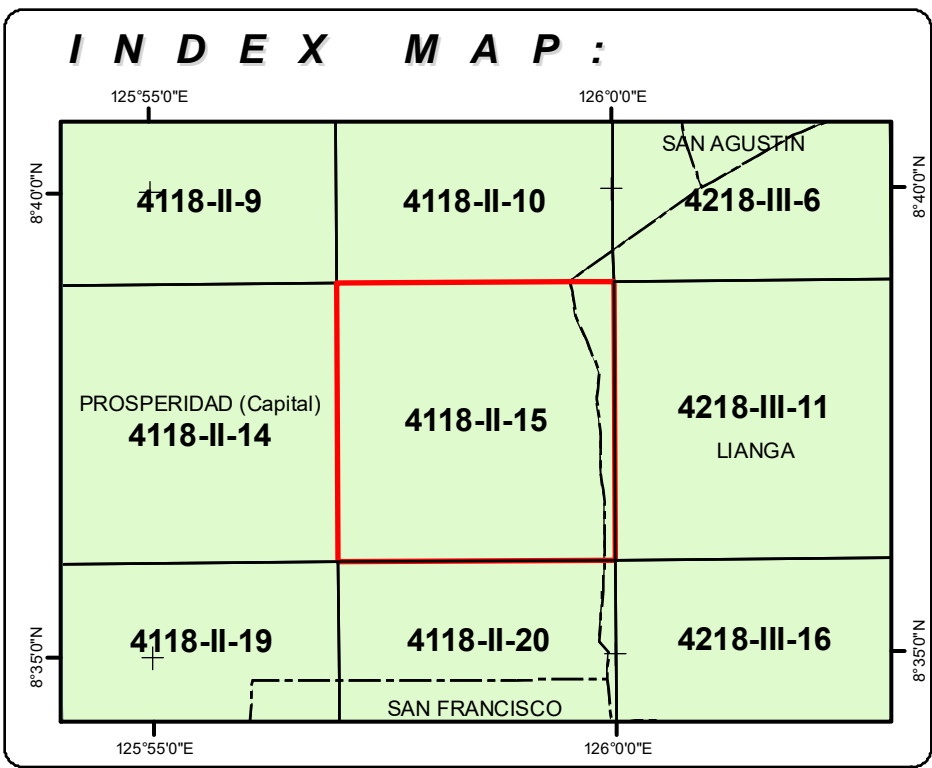 INDEX MAP:
125°55'0"E
126°0'0"E
SAN AGUSTIN
8°40'0"N
4118-II-9
4118-II-10
4218-III-6
8°40'0"N
PROSPERIDAD (Capital)
4118-II-14
4118-II-15
4218-III-11
LIANGA
8°35'0"N
4118-II-19
4118-II-20
4218-III-16
8°35'0"N
SAN FRANCISCO
125°55'0"E
126°0'0"E